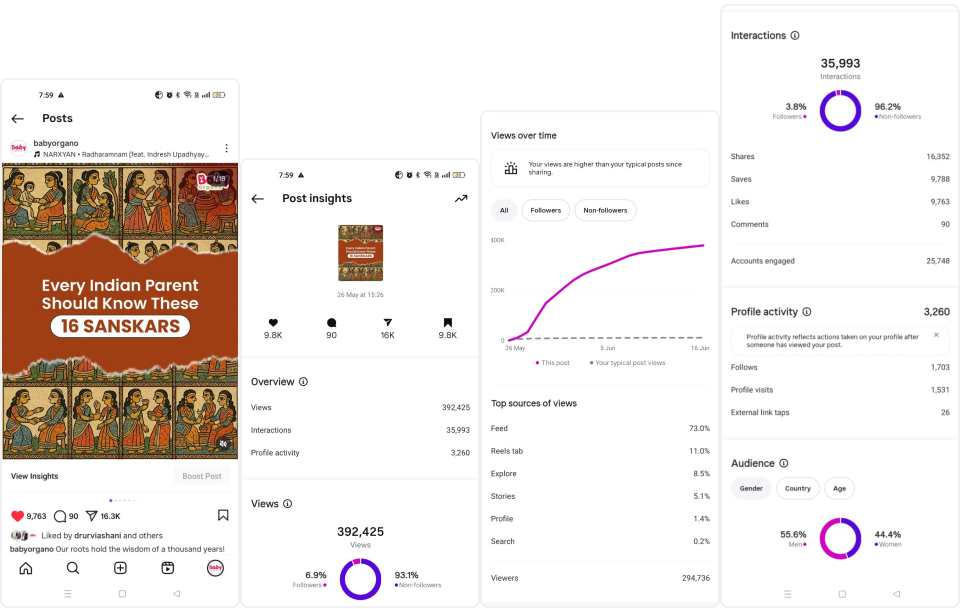 7:59
Posts
babyorgano
NARXYAN • Radharamnam (feat. Indresh Upadhyay...
1/18
Every Indian Parent
Should Know These
16 SANSKARS
View Insights
Boost Post
9,763
90
16.3K
Liked by drurviashani and others
babyorgano Our roots hold the wisdom of a thousand years!
Baby
7:59
Post insights
Every Indian Parent
Should Know These
16 SANSKARS
26 May at 15:26
9.8K
90
16K
9.8K
Overview
Views
392,425
Interactions
35,993
Profile activity
3,260
Views
392,425
Views
6.9%
Followers
93.1%
Non-followers
Views over time
Your views are higher than your typical posts since
sharing.
All
Followers
Non-followers
400K
200K
0
26 May
5 Jun
16 Jun
This post
Your typical post views
Top sources of views
Feed
73.0%
Reels tab
11.0%
Explore
8.5%
Stories
5.1%
Profile
1.4%
Search
0.2%
Viewers
294,736
Interactions
35,993
Interactions
3.8%
Followers
96.2%
Non-followers
Shares
16,352
Saves
9,788
Likes
9,763
Comments
90
Accounts engaged
25,748
Profile activity
3,260
Profile activity reflects actions taken on your profile after
someone has viewed your post.
Follows
1,703
Profile visits
1,531
External link taps
26
Audience
Gender
Country
Age
55.6%
Men
44.4%
Women